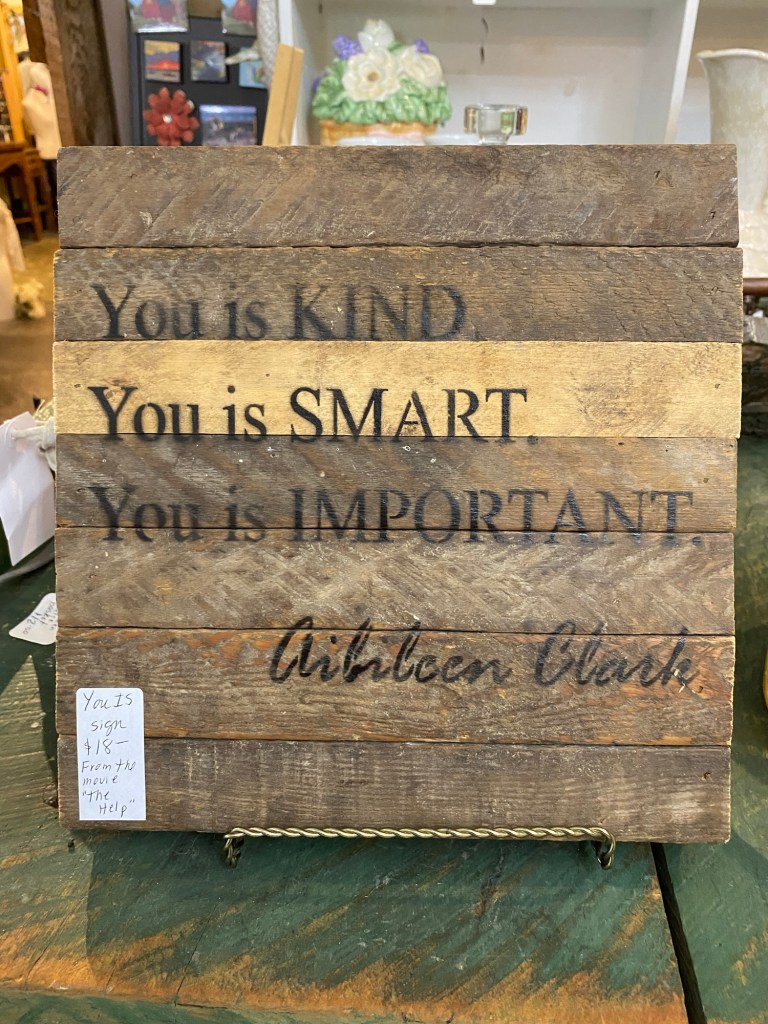 You is KIND.
You is SMART.
You is IMPORTANT.
Aibileen Clark
You Is
sign
$18—
From the
movie
"the
Help"